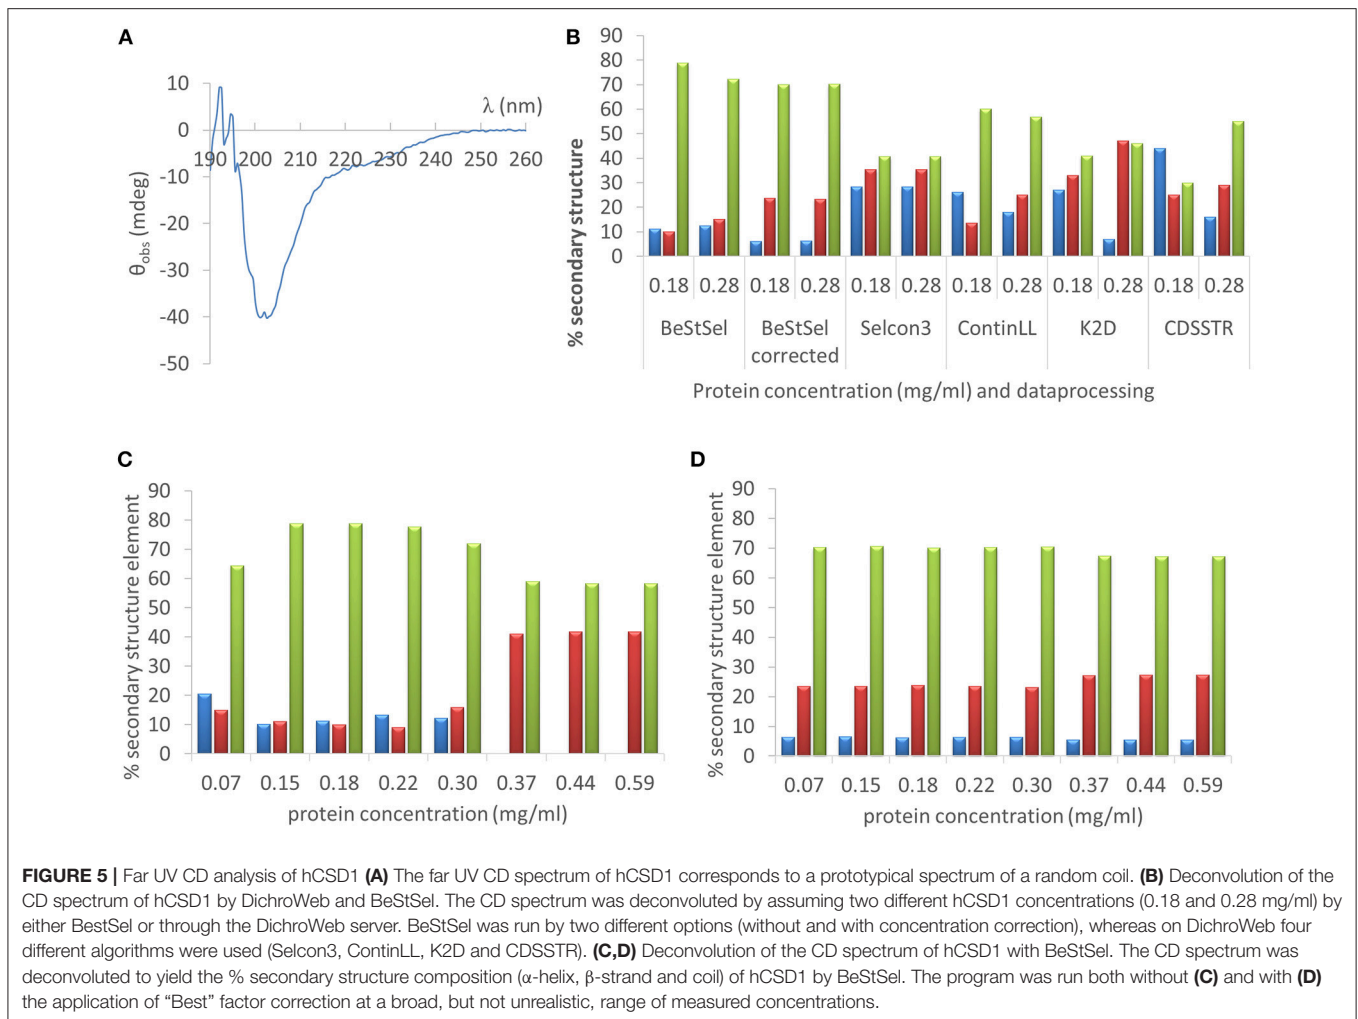 A
10
0
-10
-20
-30
-40
-50
190 200 210 220 230 240 250 260
λ (nm)
θobs (mdeg)
B
90
80
70
60
50
40
30
20
10
0
% secondary structure
0.18 0.28 0.18 0.28 0.18 0.28 0.18 0.28 0.18 0.28 0.18 0.28
BeStSel BeStSel Selcon3 ContinLL K2D CDSSTR
corrected
Protein concentration (mg/ml) and dataprocessing
C
90
80
70
60
50
40
30
20
10
0
% secondary structure element
0.07 0.15 0.18 0.22 0.30 0.37 0.44 0.59
protein concentration (mg/ml)
D
90
80
70
60
50
40
30
20
10
0
% secondary structure element
0.07 0.15 0.18 0.22 0.30 0.37 0.44 0.59
protein concentration (mg/ml)
FIGURE 5 | Far UV CD analysis of hCSD1 (A) The far UV CD spectrum of hCSD1 corresponds to a prototypical spectrum of a random coil. (B) Deconvolution of the
CD spectrum of hCSD1 by DichroWeb and BeStSel. The CD spectrum was deconvoluted by assuming two different hCSD1 concentrations (0.18 and 0.28 mg/ml) by
either BestSel or through the DichroWeb server. BeStSel was run by two different options (without and with concentration correction), whereas on DichroWeb four
different algorithms were used (Selcon3, ContinLL, K2D and CDSSTR). (C,D) Deconvolution of the CD spectrum of hCSD1 with BeStSel. The CD spectrum was
deconvoluted to yield the % secondary structure composition (α-helix, β-strand and coil) of hCSD1 by BeStSel. The program was run both without (C) and with (D)
the application of “Best” factor correction at a broad, but not unrealistic, range of measured concentrations.